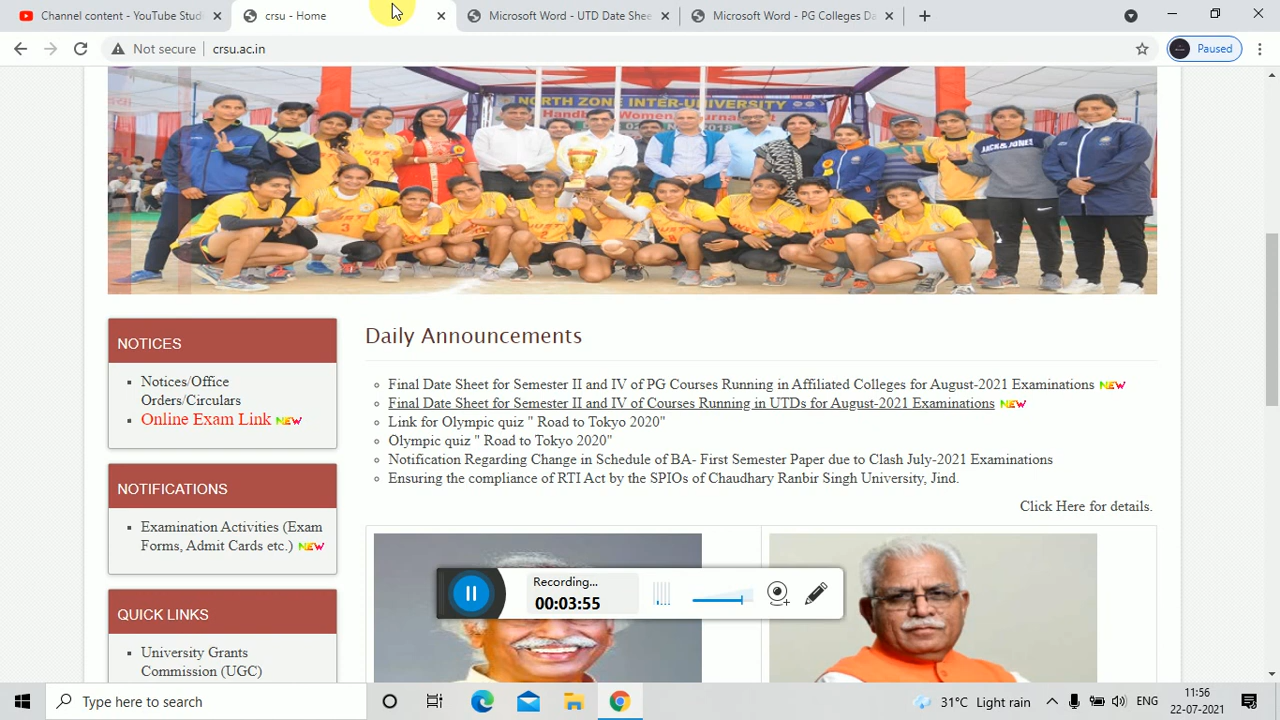 Channel content - YouTube Studi
crsu - Home
Microsoft Word - UTD Date Shee
Microsoft Word - PG Colleges Da
Not secure
crsu.ac.in
Paused
NORTH ZONE INTER-UNIVERSITY
JACK&JONES
NOTICES
Notices/Office
Orders/Circulars
Online Exam Link NEW
NOTIFICATIONS
Examination Activities (Exam
Forms, Admit Cards etc.) NEW
QUICK LINKS
University Grants
Commission (UGC)
Daily Announcements
Final Date Sheet for Semester II and IV of PG Courses Running in Affiliated Colleges for August-2021 Examinations NEW
Final Date Sheet for Semester II and IV of Courses Running in UTDs for August-2021 Examinations NEW
Link for Olympic quiz " Road to Tokyo 2020"
Olympic quiz " Road to Tokyo 2020"
Notification Regarding Change in Schedule of BA- First Semester Paper due to Clash July-2021 Examinations
Ensuring the compliance of RTI Act by the SPIOs of Chaudhary Ranbir Singh University, Jind.
Click Here for details.
Recording...
00:03:55
Type here to search
31°C Light rain
ENG
11:56
22-07-2021